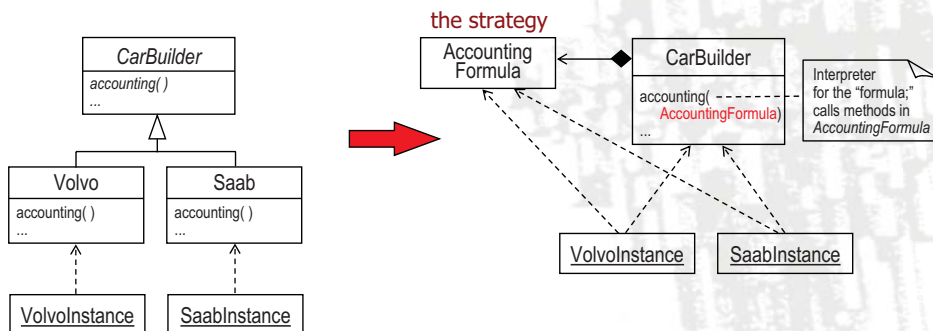 CarBuilder
accounting( )
...
Volvo
accounting( )
...
Saab
accounting( )
...
VolvoInstance
SaabInstance
the strategy
Accounting
Formula
CarBuilder
accounting(
AccountingFormula)
...
Interpreter
for the “formula;”
calls methods in
AccountingFormula
VolvoInstance
SaabInstance